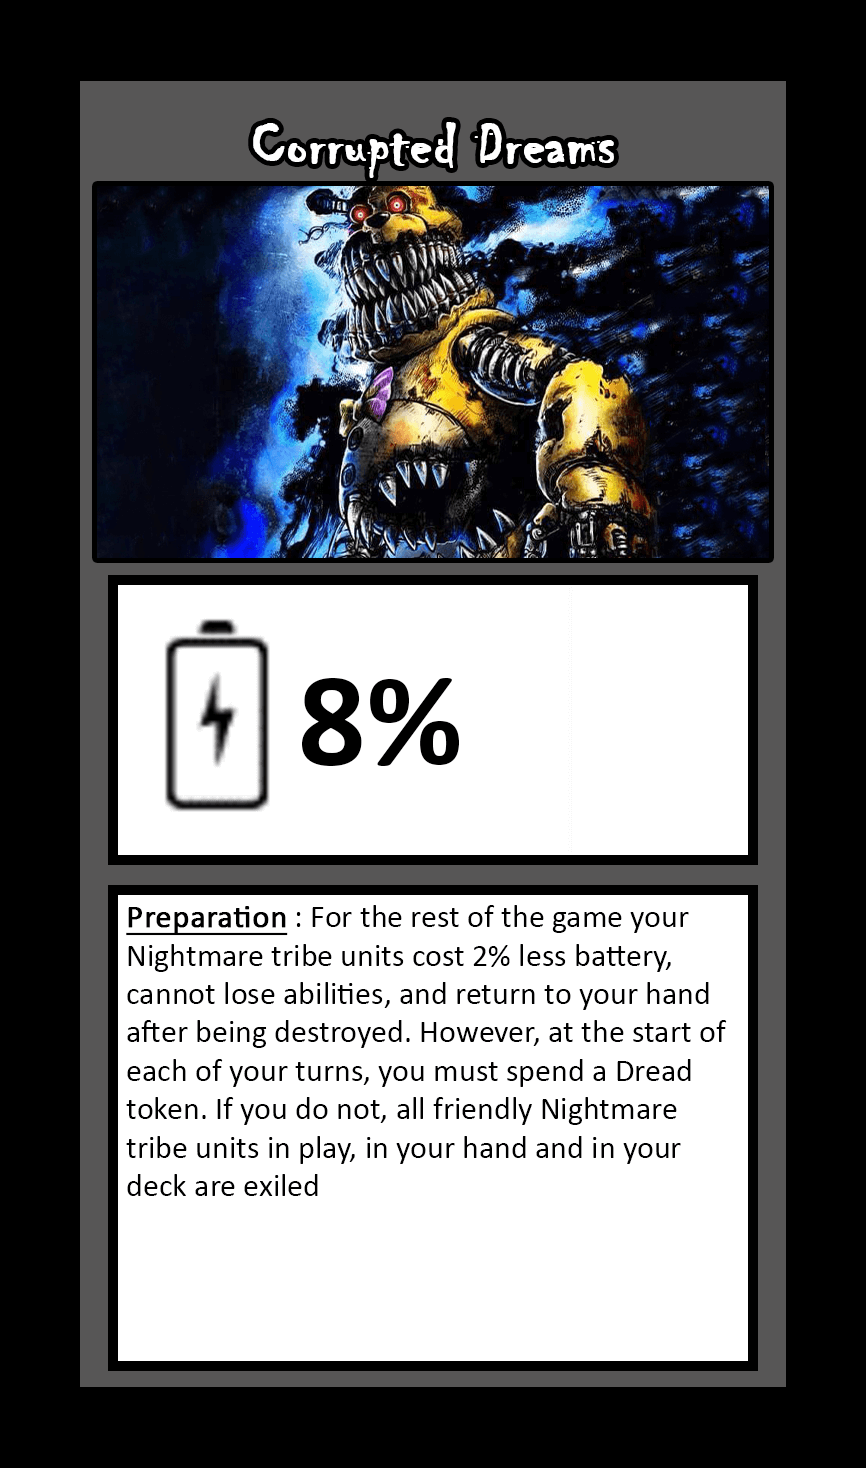 Corrupted Dreams
8%
Preparation : For the rest of the game your
Nightmare tribe units cost 2% less battery,
cannot lose abilities, and return to your hand
after being destroyed. However, at the start of
each of your turns, you must spend a Dread
token. If you do not, all friendly Nightmare
tribe units in play, in your hand and in your
deck are exiled